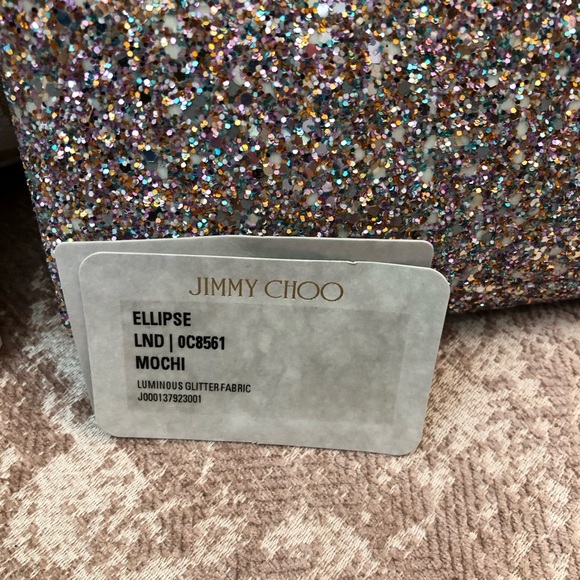 JIMMY CHOO
ELLIPSE
LND | 0C8561
MOCHI
LUMINOUS GLITTER FABRIC
J000137923001